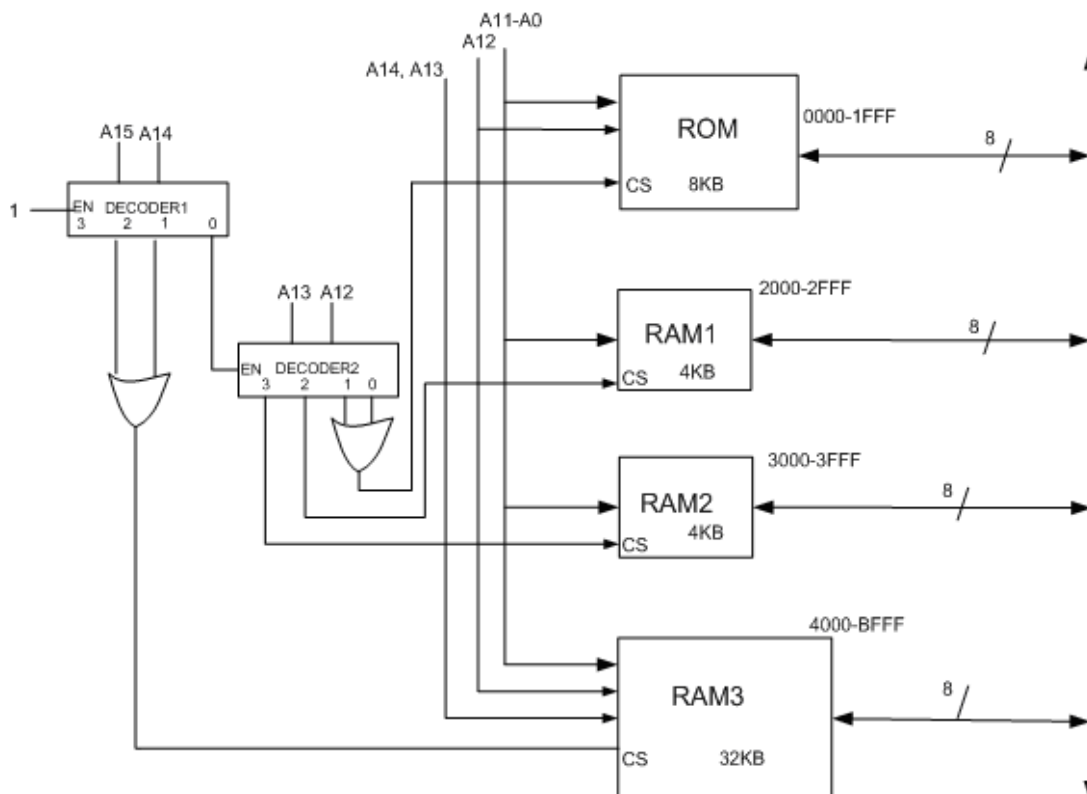 A11-A0
A12
A14, A13
ROM
0000-1FFF
8
CS 8KB
A15 A14
1
EN DECODER1
3 2 1 0
2000-2FFF
RAM1
8
CS 4KB
A13 A12
EN DECODER2
3 2 1 0
3000-3FFF
RAM2
8
CS 4KB
4000-BFFF
RAM3
8
CS 32KB